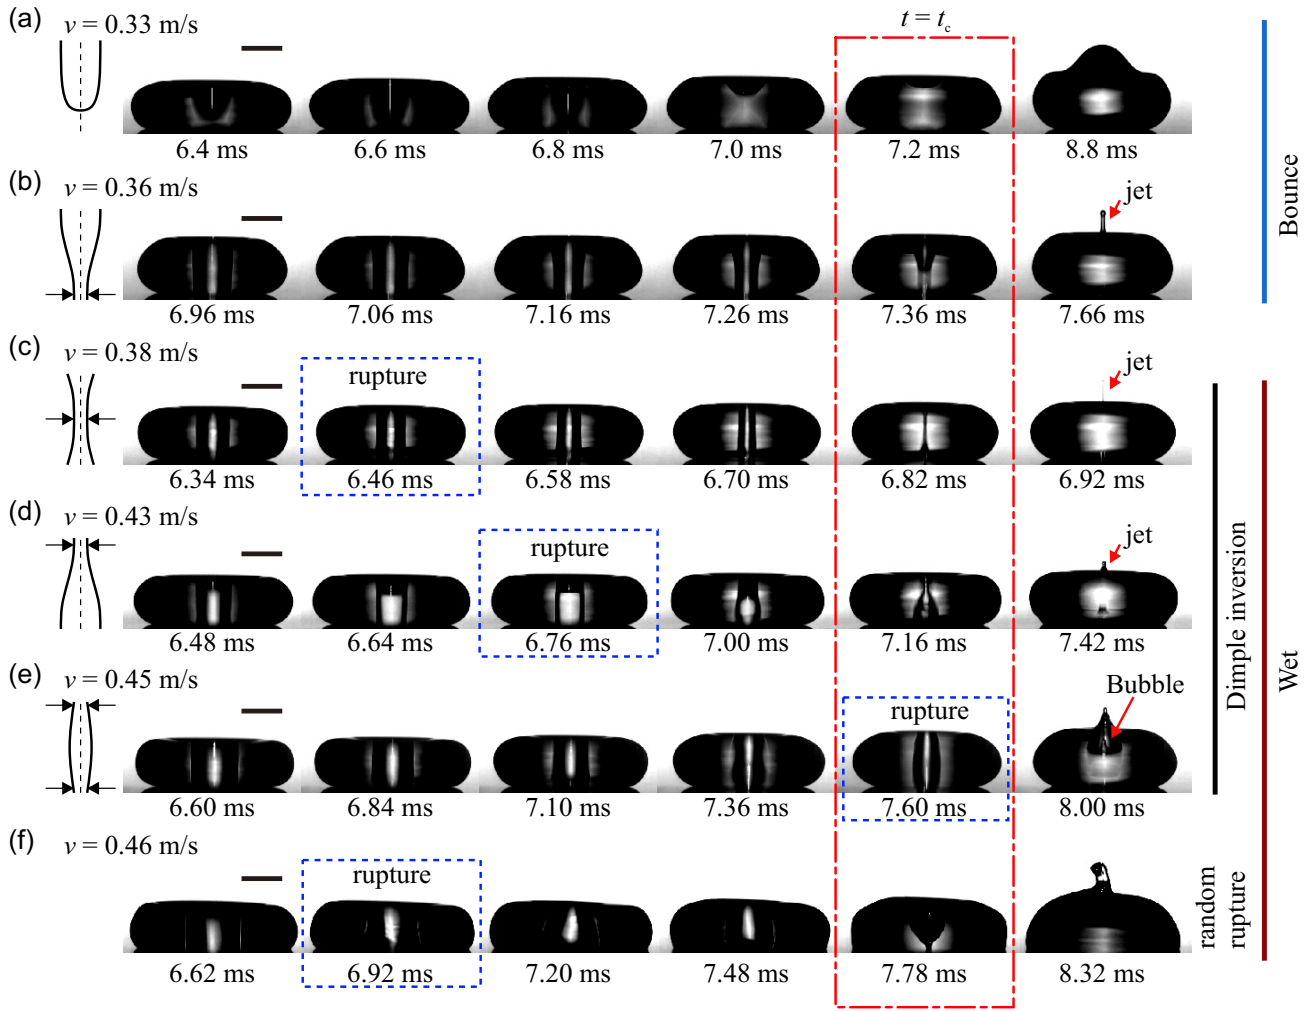 (a) v = 0.33 m/s
t = tc
6.4 ms 6.6 ms 6.8 ms 7.0 ms 7.2 ms 8.8 ms
(b) v = 0.36 m/s
jet
6.96 ms 7.06 ms 7.16 ms 7.26 ms 7.36 ms 7.66 ms
Bounce
(c) v = 0.38 m/s
rupture
jet
6.34 ms 6.46 ms 6.58 ms 6.70 ms 6.82 ms 6.92 ms
(d) v = 0.43 m/s
rupture
jet
6.48 ms 6.64 ms 6.76 ms 7.00 ms 7.16 ms 7.42 ms
(e) v = 0.45 m/s
Bubble
rupture
6.60 ms 6.84 ms 7.10 ms 7.36 ms 7.60 ms 8.00 ms
Dimple inversion
Wet
(f) v = 0.46 m/s
rupture
6.62 ms 6.92 ms 7.20 ms 7.48 ms 7.78 ms 8.32 ms
random
rupture